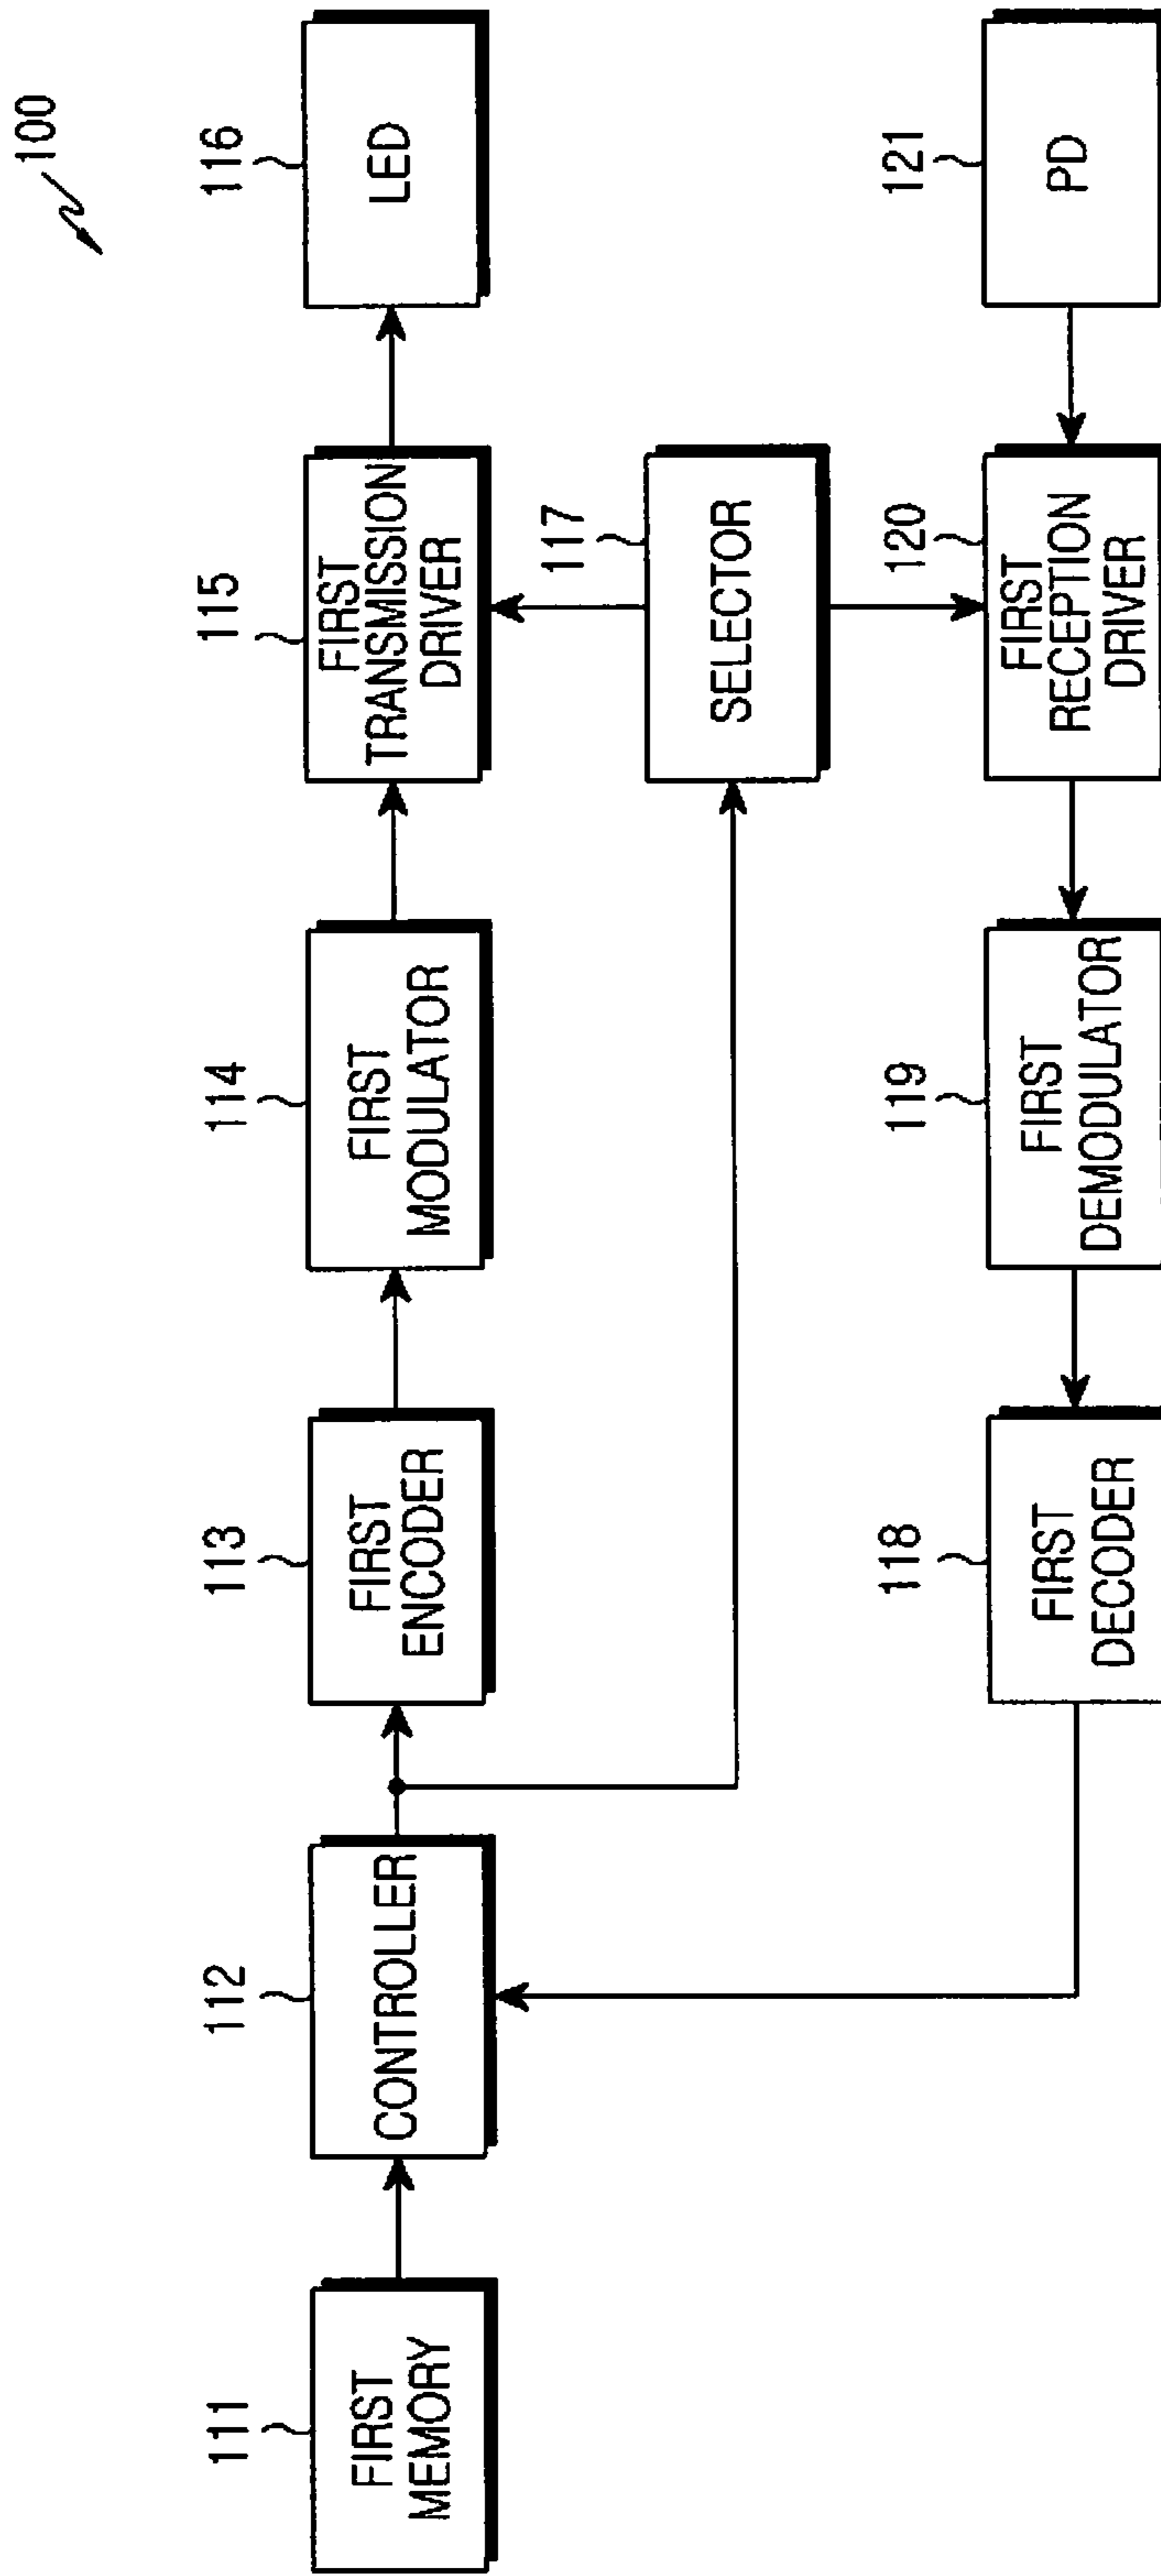 100
111
FIRST
MEMORY
112
CONTROLLER
113
FIRST
ENCODER
114
FIRST
MODULATOR
115
FIRST
TRANSMISSION
DRIVER
116
LED
117
SELECTOR
118
FIRST
DECODER
119
FIRST
DEMODULATOR
120
FIRST
RECEPTION
DRIVER
121
PD